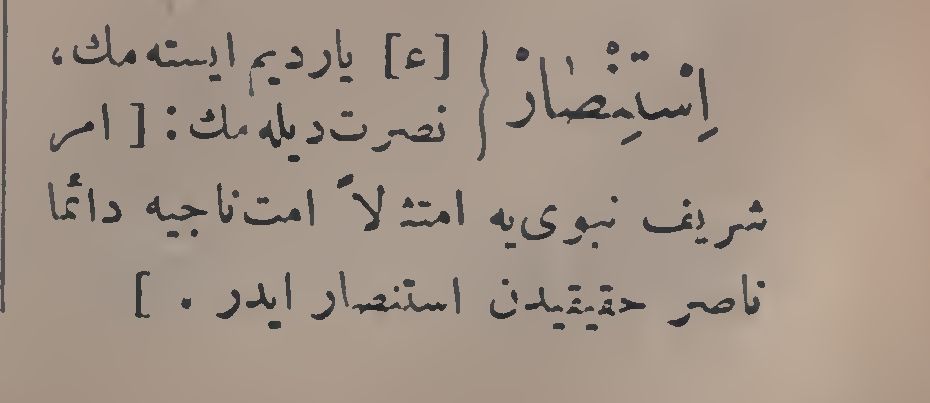 اِسْتِنْصَارْ { [ع] یاردیم ایسته مك،
نصرت دیله مك : [ امر
شریف نبوی یه امتثالاً امت ناجیه دائما
ناصر حقیقیدن استنصار ایدر . ]